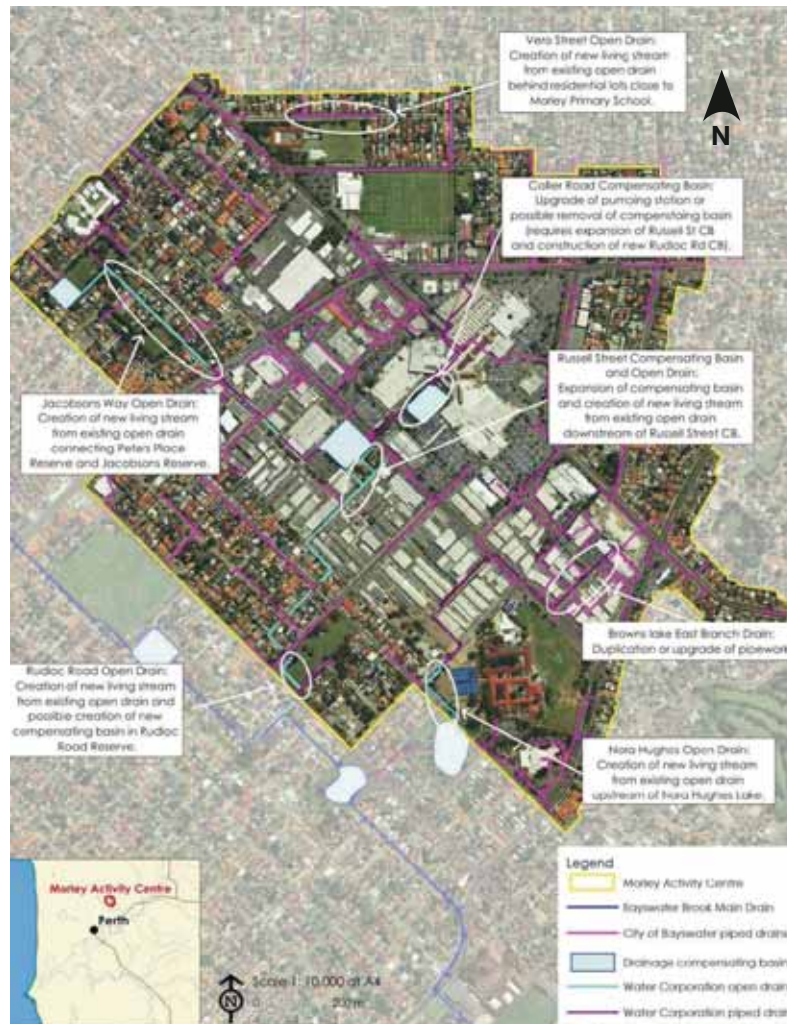 Vera Street Open Drain:
Creation of new living stream
from existing open drain
behind residential lots close to
Morley Primary School.
N
Collier Road Compensating Basin:
Upgrade of pumping station or
possible removal of compensating basin
(requires expansion of Russell St CB
and construction of new Rudloc Rd CB).
Russell Street Compensating Basin
and Open Drain:
Expansion of compensating basin
and creation of new living stream
from existing open drain
downstream of Russell Street CB.
Jacobsons Way Open Drain:
Creation of new living stream
from existing open drain
connecting Peters Place
Reserve and Jacobsons Reserve.
Browns lake East Branch Drain:
Duplication or upgrade of pipework
Rudloc Road Open Drain:
Creation of new living stream
from existing open drain and
possible creation of new
compensating basin in Rudloc
Road Reserve.
Nora Hughes Open Drain:
Creation of new living stream
from existing open drain
upstream of Nora Hughes Lake.
Morley Activity Centre
Perth
N
Scale 1: 10,000 at A4
0 200m
Legend
Morley Activity Centre
Bayswater Brook Main Drain
City of Bayswater piped drains
Drainage compensating basin
Water Corporation open drain
Water Corporation piped drain